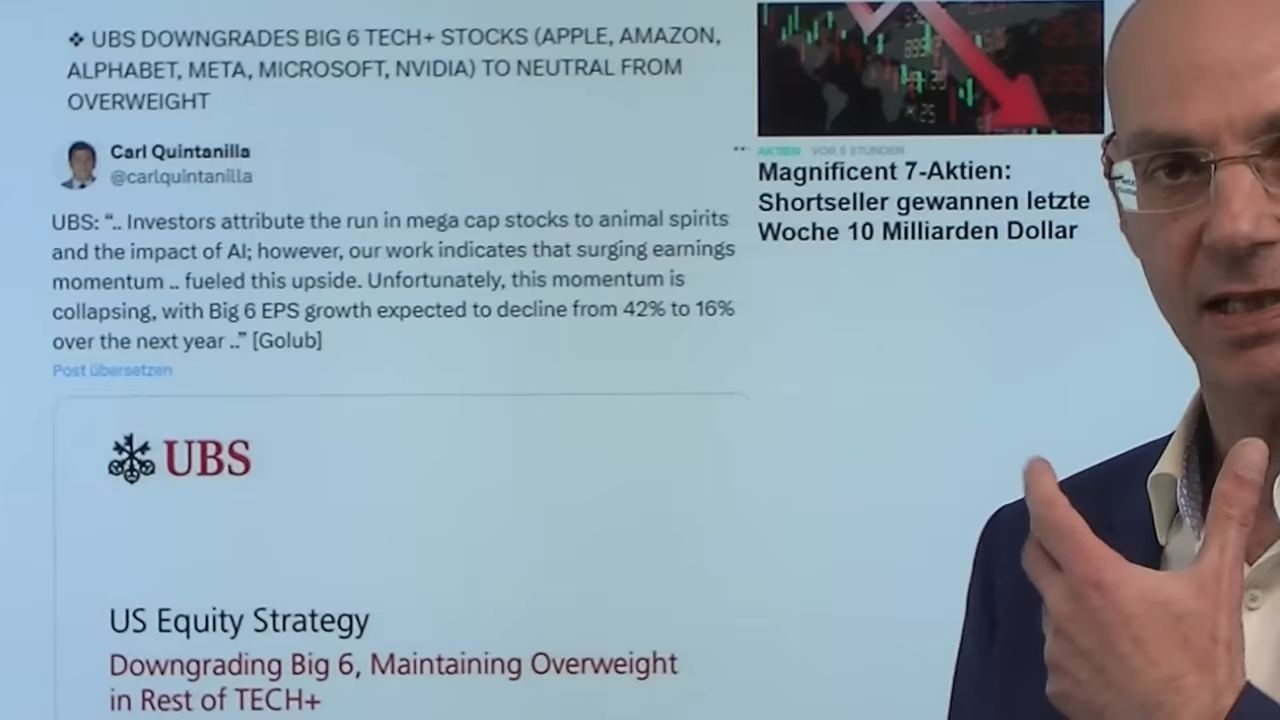 ❖ UBS DOWNGRADES BIG 6 TECH+ STOCKS (APPLE, AMAZON,
ALPHABET, META, MICROSOFT, NVIDIA) TO NEUTRAL FROM
OVERWEIGHT
Carl Quintanilla
@carlquintanilla
UBS: “.. Investors attribute the run in mega cap stocks to animal spirits
and the impact of AI; however, our work indicates that surging earnings
momentum .. fueled this upside. Unfortunately, this momentum is
collapsing, with Big 6 EPS growth expected to decline from 42% to 16%
over the next year ..” [Golub]
Post übersetzen
UBS
US Equity Strategy
Downgrading Big 6, Maintaining Overweight
in Rest of TECH+
AKTIEN VOR 5 STUNDEN
Magnificent 7-Aktien:
Shortseller gewannen letzte
Woche 10 Milliarden Dollar